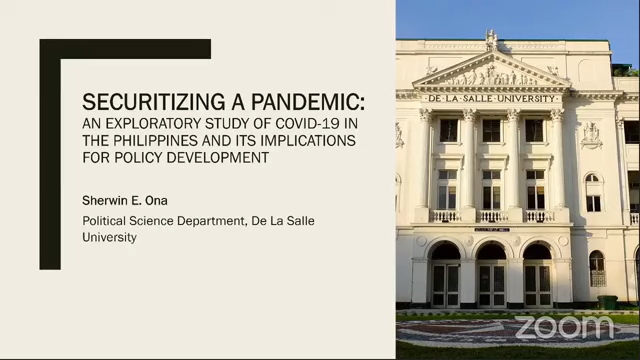 SECURITIZING A PANDEMIC:
AN EXPLORATORY STUDY OF COVID-19 IN
THE PHILIPPINES AND ITS IMPLICATIONS
FOR POLICY DEVELOPMENT
Sherwin E. Ona
Political Science Department, De La Salle
University
DE·LA·SALLE·UNIVERSITY
zoom